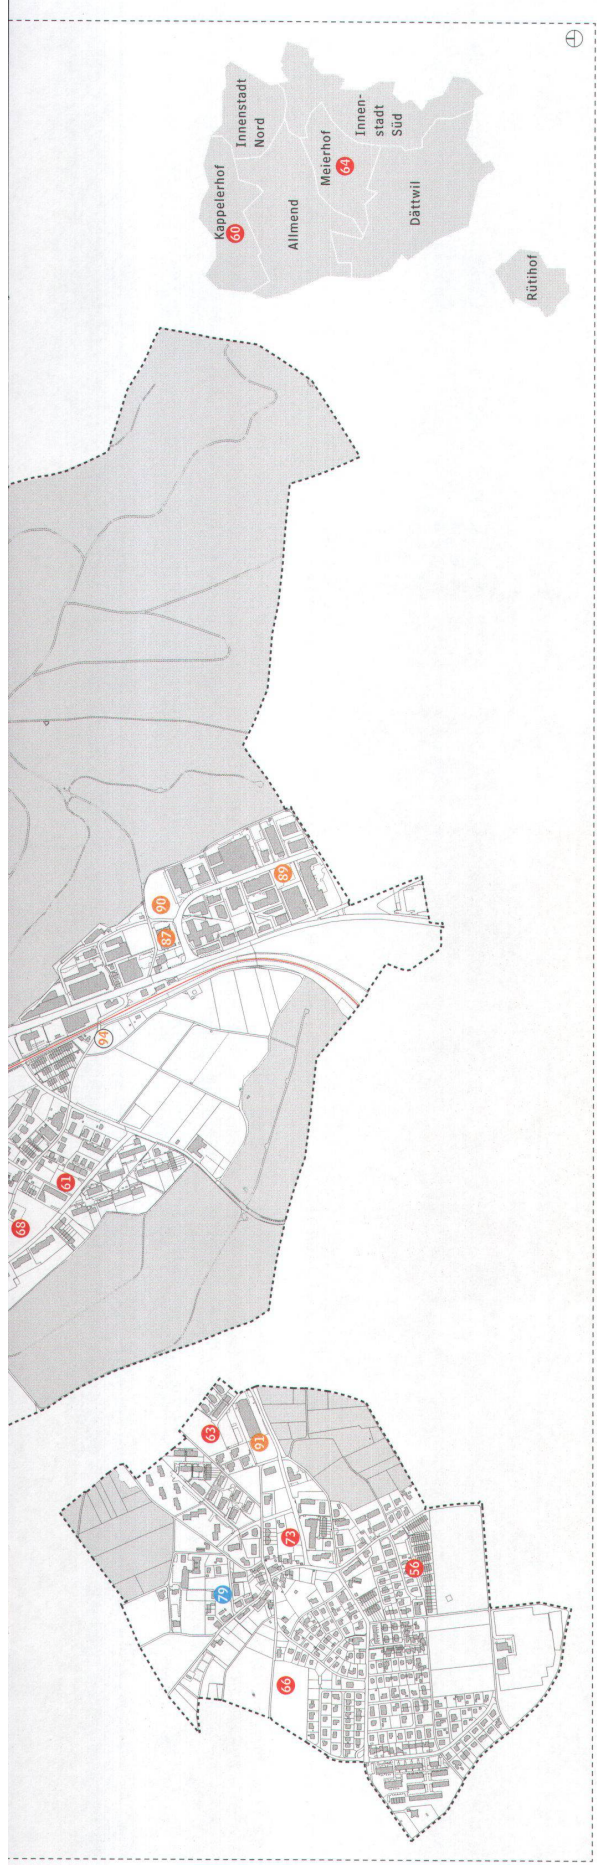 Innenstadt
Nord
Kappelerhof
60
Innen-
stadt
Süd
Meierhof
64
Allmend
Dättwil
Rütihof
90
87
89
94
61
68
63
91
73
79
56
66